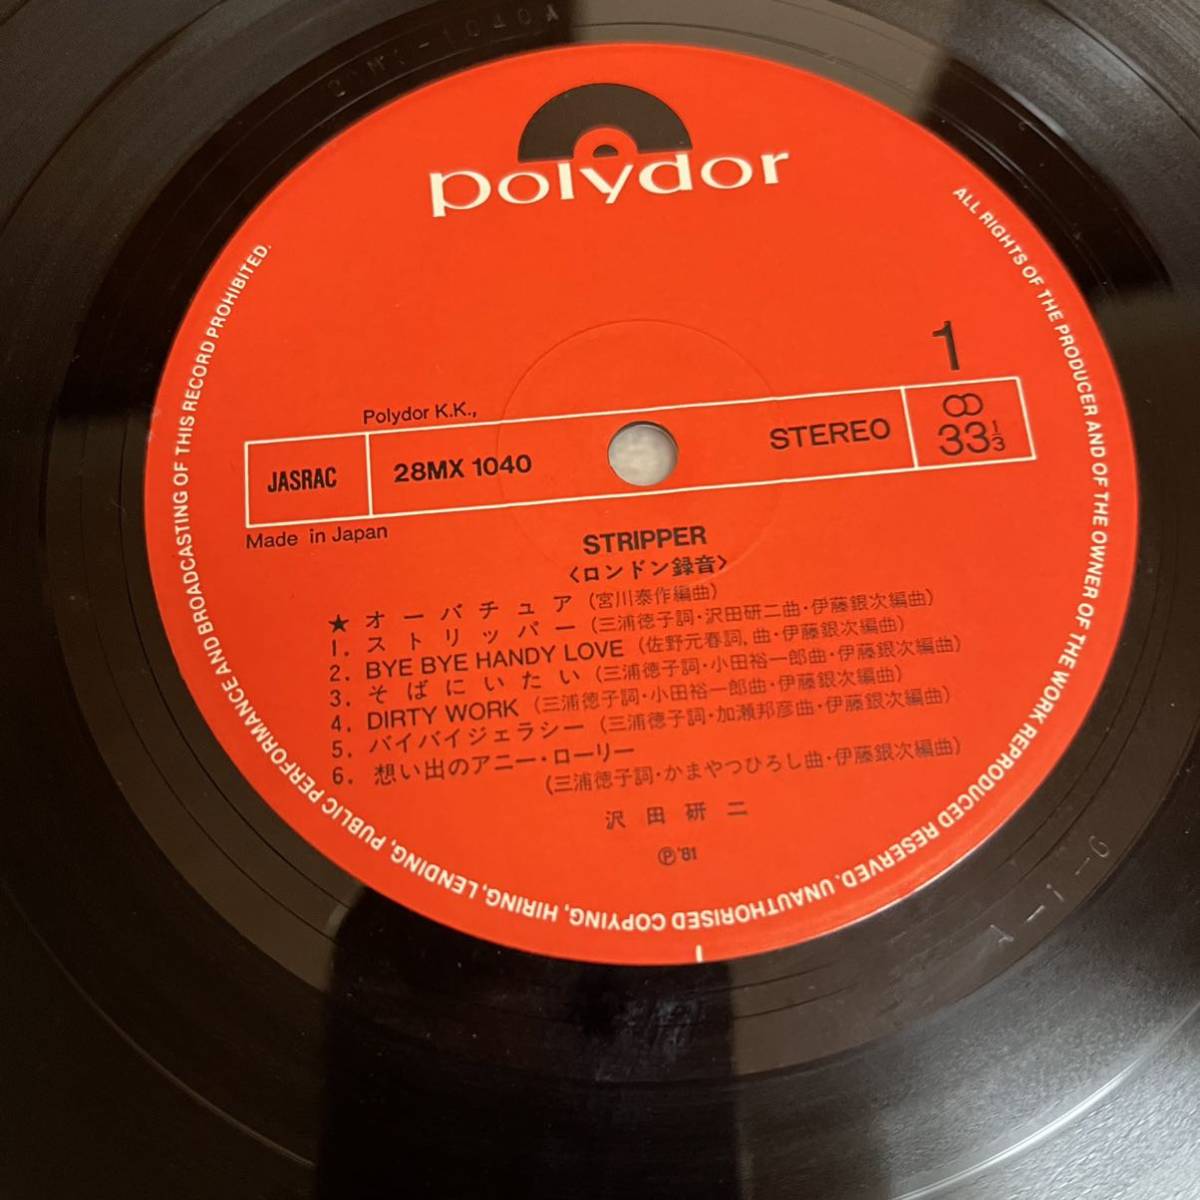 polydor
1
Polydor K.K.,
JASRAC
28MX 1040
STEREO
33⅓
Made in Japan
STRIPPER
〈ロンドン録音〉
★ オーバチュア(宮川泰作編曲)
1. ストリッパー(三浦徳子詞・沢田研二曲・伊藤銀次編曲)
2. BYE BYE HANDY LOVE (佐野元春詞,曲・伊藤銀次編曲)
3. そばにいたい(三浦徳子詞・小田裕一郎曲・伊藤銀次編曲)
4. DIRTY WORK (三浦徳子詞・小田裕一郎曲・伊藤銀次編曲)
5. バイバイジェラシー(三浦徳子詞・加瀬邦彦曲・伊藤銀次編曲)
6. 想い出のアニー・ローリー
(三浦徳子詞・かまやつひろし曲・伊藤銀次編曲)
沢田研二
Ⓟ'81
ALL RIGHTS OF THE PRODUCER AND OF THE OWNER OF THE WORK REPRODUCED RESERVED. UNAUTHORISED COPYING, HIRING, LENDING, PUBLIC PERFORMANCE AND BROADCASTING OF THIS RECORD PROHIBITED.
A-1-6